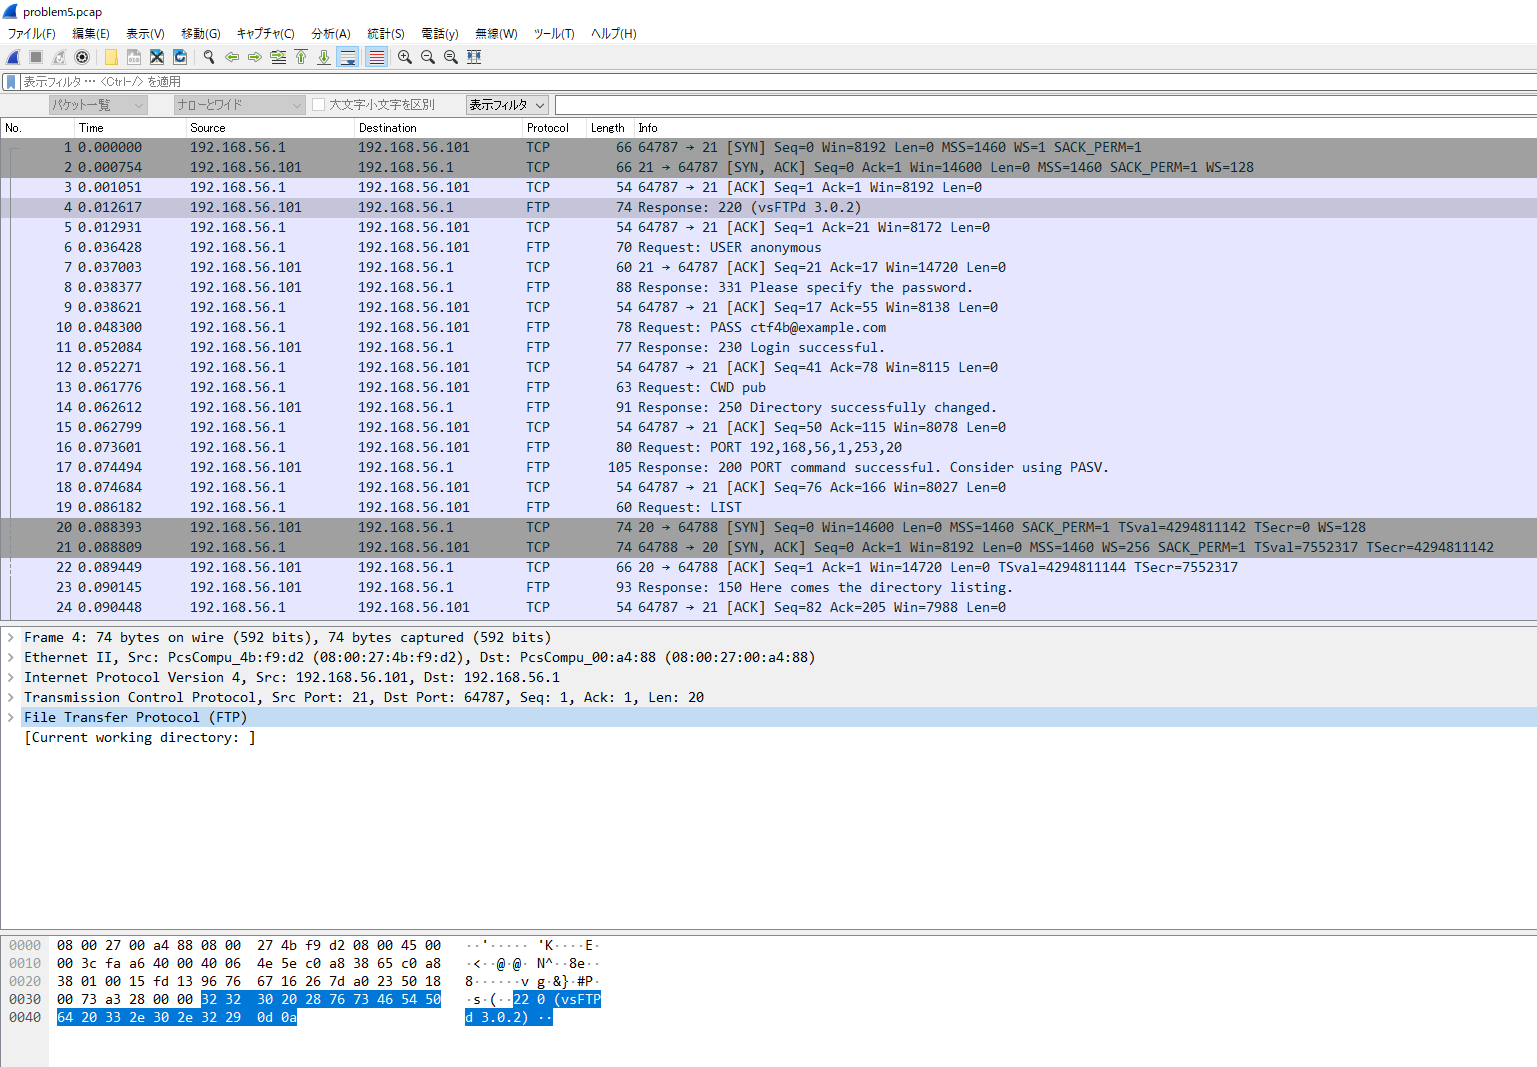 problem5.pcap
ファイル(F) 編集(E) 表示(V) 移動(G) キャプチャ(C) 分析(A) 統計(S) 電話(y) 無線(W) ツール(T) ヘルプ(H)
表示フィルタ … <Ctrl-/> を適用
パケット一覧 ナローとワイド 大文字小文字を区別 表示フィルタ
No. Time Source Destination Protocol Length Info
1 0.000000 192.168.56.1 192.168.56.101 TCP 66 64787 → 21 [SYN] Seq=0 Win=8192 Len=0 MSS=1460 WS=1 SACK_PERM=1
2 0.000754 192.168.56.101 192.168.56.1 TCP 66 21 → 64787 [SYN, ACK] Seq=0 Ack=1 Win=14600 Len=0 MSS=1460 SACK_PERM=1 WS=128
3 0.001051 192.168.56.1 192.168.56.101 TCP 54 64787 → 21 [ACK] Seq=1 Ack=1 Win=8192 Len=0
4 0.012617 192.168.56.101 192.168.56.1 FTP 74 Response: 220 (vsFTPd 3.0.2)
5 0.012931 192.168.56.1 192.168.56.101 TCP 54 64787 → 21 [ACK] Seq=1 Ack=21 Win=8172 Len=0
6 0.036428 192.168.56.1 192.168.56.101 FTP 70 Request: USER anonymous
7 0.037003 192.168.56.101 192.168.56.1 TCP 60 21 → 64787 [ACK] Seq=21 Ack=17 Win=14720 Len=0
8 0.038377 192.168.56.101 192.168.56.1 FTP 88 Response: 331 Please specify the password.
9 0.038621 192.168.56.1 192.168.56.101 TCP 54 64787 → 21 [ACK] Seq=17 Ack=55 Win=8138 Len=0
10 0.048300 192.168.56.1 192.168.56.101 FTP 78 Request: PASS ctf4b@example.com
11 0.052084 192.168.56.101 192.168.56.1 FTP 77 Response: 230 Login successful.
12 0.052271 192.168.56.1 192.168.56.101 TCP 54 64787 → 21 [ACK] Seq=41 Ack=78 Win=8115 Len=0
13 0.061776 192.168.56.1 192.168.56.101 FTP 63 Request: CWD pub
14 0.062612 192.168.56.101 192.168.56.1 FTP 91 Response: 250 Directory successfully changed.
15 0.062799 192.168.56.1 192.168.56.101 TCP 54 64787 → 21 [ACK] Seq=50 Ack=115 Win=8078 Len=0
16 0.073601 192.168.56.1 192.168.56.101 FTP 80 Request: PORT 192,168,56,1,253,20
17 0.074494 192.168.56.101 192.168.56.1 FTP 105 Response: 200 PORT command successful. Consider using PASV.
18 0.074684 192.168.56.1 192.168.56.101 TCP 54 64787 → 21 [ACK] Seq=76 Ack=166 Win=8027 Len=0
19 0.086182 192.168.56.1 192.168.56.101 FTP 60 Request: LIST
20 0.088393 192.168.56.101 192.168.56.1 TCP 74 20 → 64788 [SYN] Seq=0 Win=14600 Len=0 MSS=1460 SACK_PERM=1 TSval=4294811142 TSecr=0 WS=128
21 0.088809 192.168.56.1 192.168.56.101 TCP 74 64788 → 20 [SYN, ACK] Seq=0 Ack=1 Win=8192 Len=0 MSS=1460 WS=256 SACK_PERM=1 TSval=7552317 TSecr=4294811142
22 0.089449 192.168.56.101 192.168.56.1 TCP 66 20 → 64788 [ACK] Seq=1 Ack=1 Win=14720 Len=0 TSval=4294811144 TSecr=7552317
23 0.090145 192.168.56.101 192.168.56.1 FTP 93 Response: 150 Here comes the directory listing.
24 0.090448 192.168.56.1 192.168.56.101 TCP 54 64787 → 21 [ACK] Seq=82 Ack=205 Win=7988 Len=0
Frame 4: 74 bytes on wire (592 bits), 74 bytes captured (592 bits)
Ethernet II, Src: PcsCompu_4b:f9:d2 (08:00:27:4b:f9:d2), Dst: PcsCompu_00:a4:88 (08:00:27:00:a4:88)
Internet Protocol Version 4, Src: 192.168.56.101, Dst: 192.168.56.1
Transmission Control Protocol, Src Port: 21, Dst Port: 64787, Seq: 1, Ack: 1, Len: 20
File Transfer Protocol (FTP)
[Current working directory: ]
0000 08 00 27 00 a4 88 08 00 27 4b f9 d2 08 00 45 00 ··'····· 'K····E·
0010 00 3c fa a6 40 00 40 06 4e 5e c0 a8 38 65 c0 a8 ·<··@·@· N^··8e··
0020 38 01 00 15 fd 13 96 76 67 16 26 7d a0 23 50 18 8······v g·&}·#P·
0030 00 73 a3 28 00 00 32 32 30 20 28 76 73 46 54 50 ·s·(··22 0 (vsFTP
0040 64 20 33 2e 30 2e 32 29 0d 0a d 3.0.2) ··